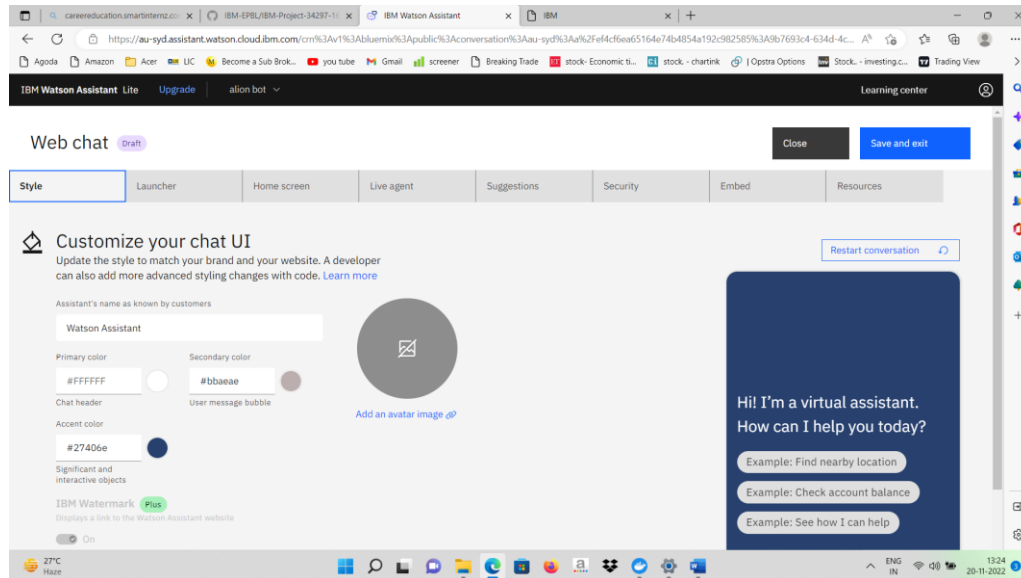 careereducation.smartinternz.co
IBM-EPBL/IBM-Project-34297-1
IBM Watson Assistant
IBM
https://au-syd.assistant.watson.cloud.ibm.com/crn%3Av1%3Abluemix%3Apublic%3Aconversation%3Aau-syd%3Aa%2Fef4cf6ea65164e74b4854a192c982585%3A9b7693c4-634d-4c...
Agoda
Amazon
Acer
LIC
Become a Sub Brok...
you tube
Gmail
screener
Breaking Trade
stock- Economic ti...
stock, - chartink
| Opstra Options
Stock.. - investing.c...
Trading View
IBM Watson Assistant Lite
Upgrade
alion bot
Learning center
Web chat
Draft
Close
Save and exit
Style
Launcher
Home screen
Live agent
Suggestions
Security
Embed
Resources
Customize your chat UI
Update the style to match your brand and your website. A developer
can also add more advanced styling changes with code. Learn more
Restart conversation
Assistant's name as known by customers
Watson Assistant
Primary color
Secondary color
#FFFFFF
#bbaeae
Chat header
User message bubble
Add an avatar image
Accent color
#27406e
Significant and
interactive objects
IBM Watermark
Plus
Displays a link to the Watson Assistant website
On
Hi! I'm a virtual assistant.
How can I help you today?
Example: Find nearby location
Example: Check account balance
Example: See how I can help
27°C
Haze
ENG
IN
13:24
20-11-2022